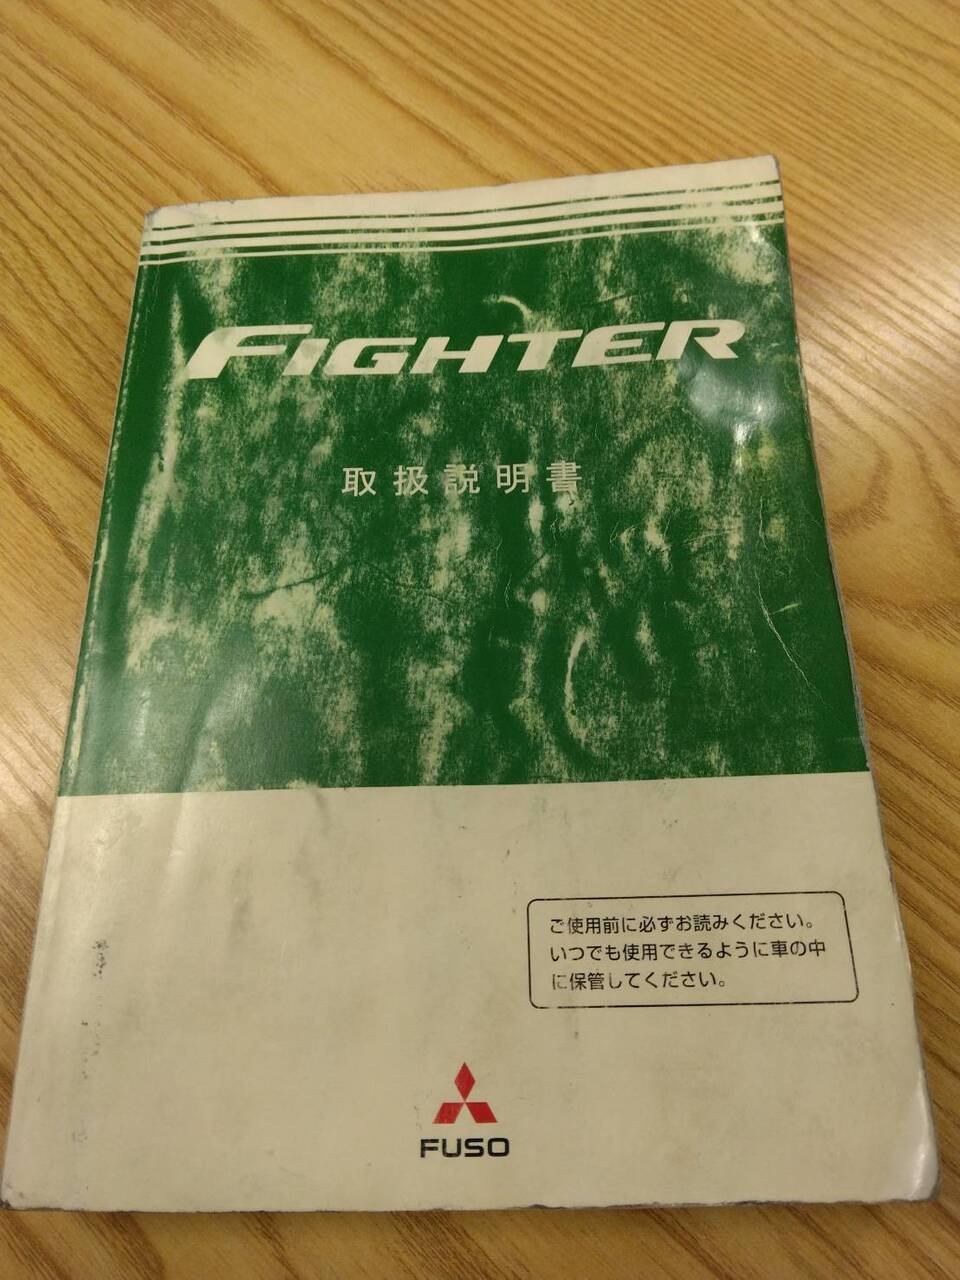 FIGHTER
取扱説明書
ご使用前に必ずお読みください。
いつでも使用できるように車の中
に保管してください。
FUSO